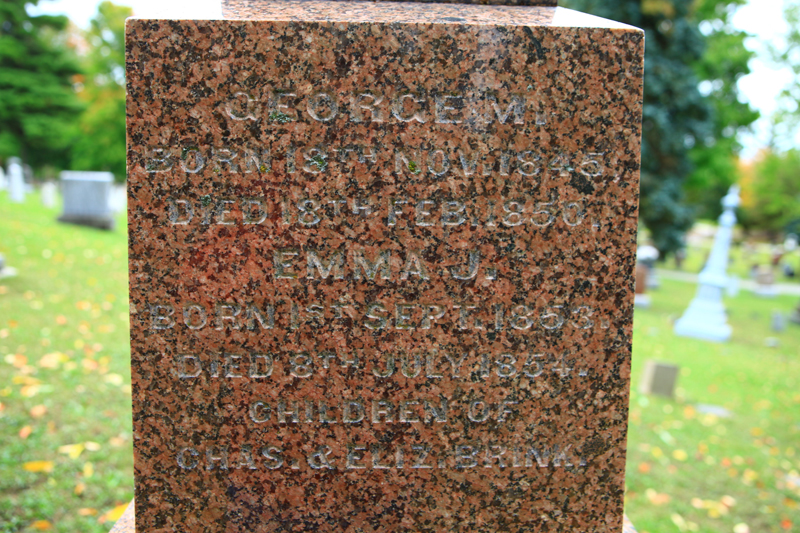 GEORGE M.
BORN 13TH NOV. 1845,
DIED 18TH FEB. 1850.
EMMA J.
BORN 1ST SEPT. 1853.
DIED 8TH JULY 1854.
CHILDREN OF
CHAS. & ELIZ. BRINK.